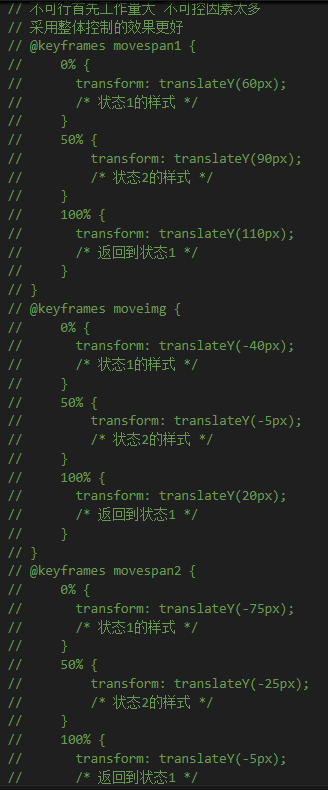 // 不可行首先工作量大 不可控因素太多
// 采用整体控制的效果更好
// @keyframes movespan1 {
//     0% {
//       transform: translateY(60px);
//       /* 状态1的样式 */
//     }
//     50% {
//         transform: translateY(90px);
//         /* 状态2的样式 */
//     }
//     100% {
//       transform: translateY(110px);
//       /* 返回到状态1 */
//     }
// }
// @keyframes moveimg {
//     0% {
//       transform: translateY(-40px);
//       /* 状态1的样式 */
//     }
//     50% {
//         transform: translateY(-5px);
//         /* 状态2的样式 */
//     }
//     100% {
//       transform: translateY(20px);
//       /* 返回到状态1 */
//     }
// }
// @keyframes movespan2 {
//     0% {
//       transform: translateY(-75px);
//       /* 状态1的样式 */
//     }
//     50% {
//         transform: translateY(-25px);
//         /* 状态2的样式 */
//     }
//     100% {
//       transform: translateY(-5px);
//       /* 返回到状态1 */